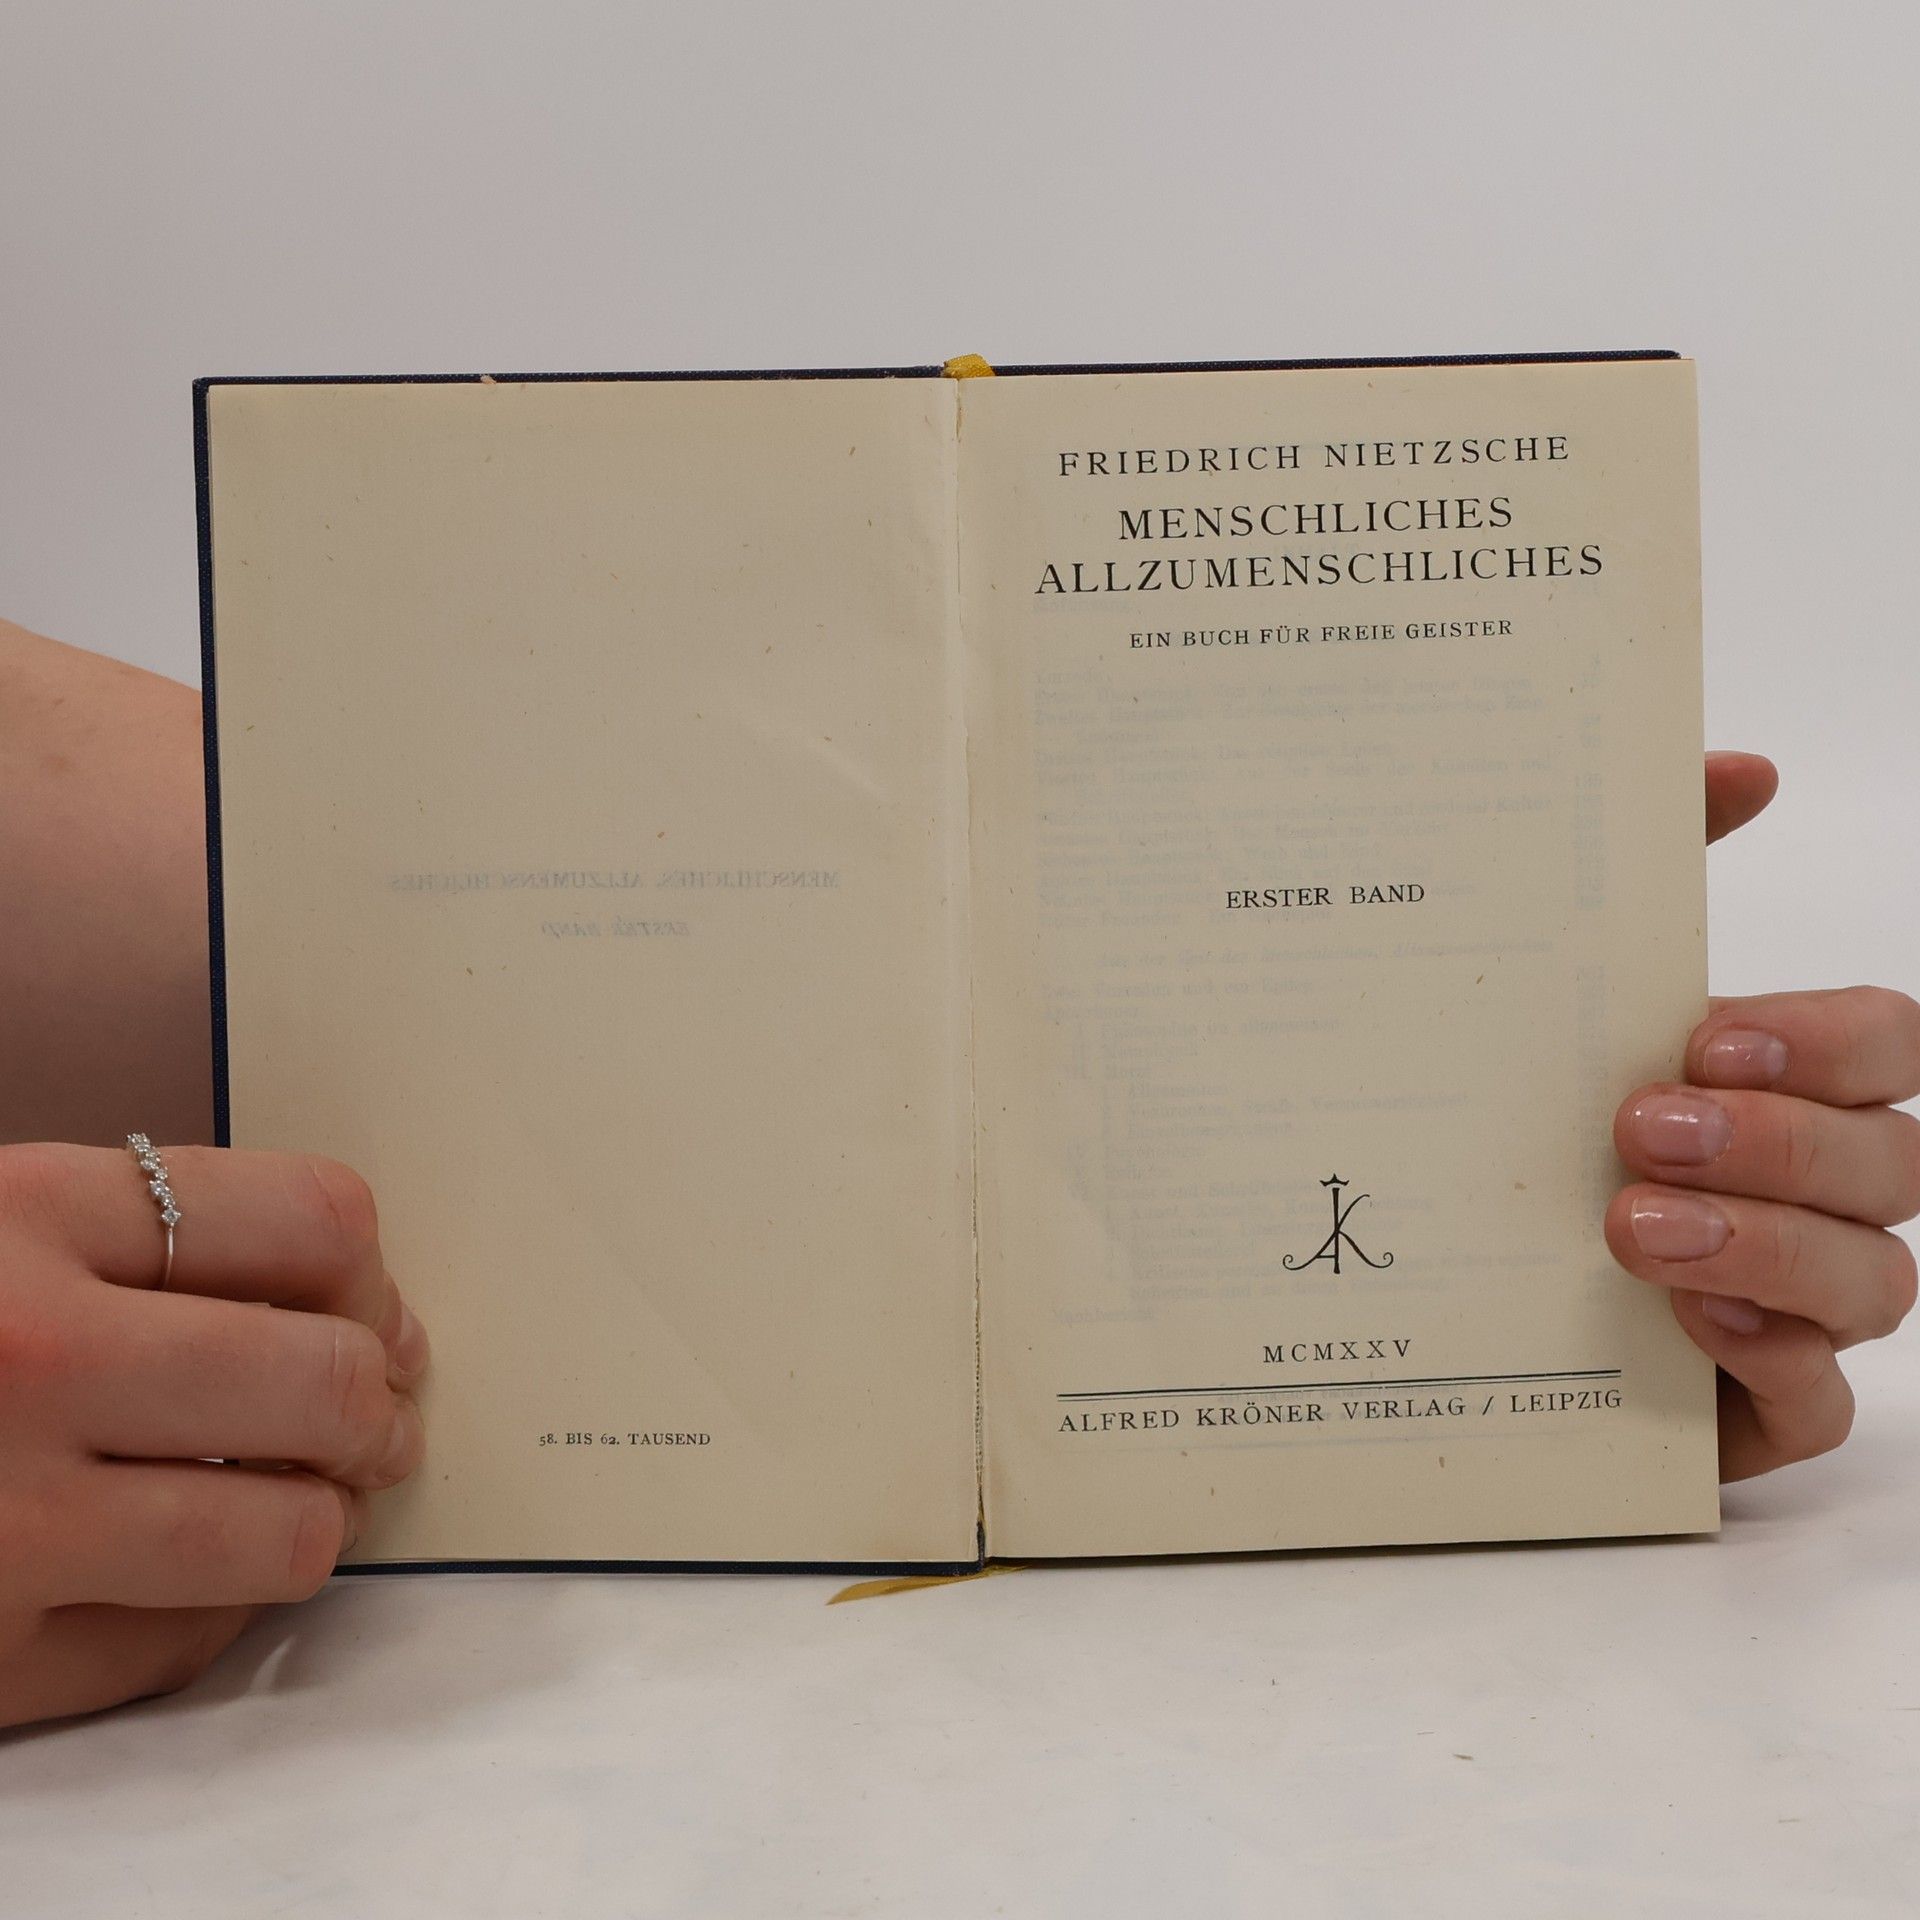 58. BIS 62. TAUSEND
FRIEDRICH NIETZSCHE
MENSCHLICHES
ALLZUMENSCHLICHES
EIN BUCH FÜR FREIE GEISTER
ERSTER BAND
AK
MCMXXV
ALFRED KRÖNER VERLAG / LEIPZIG